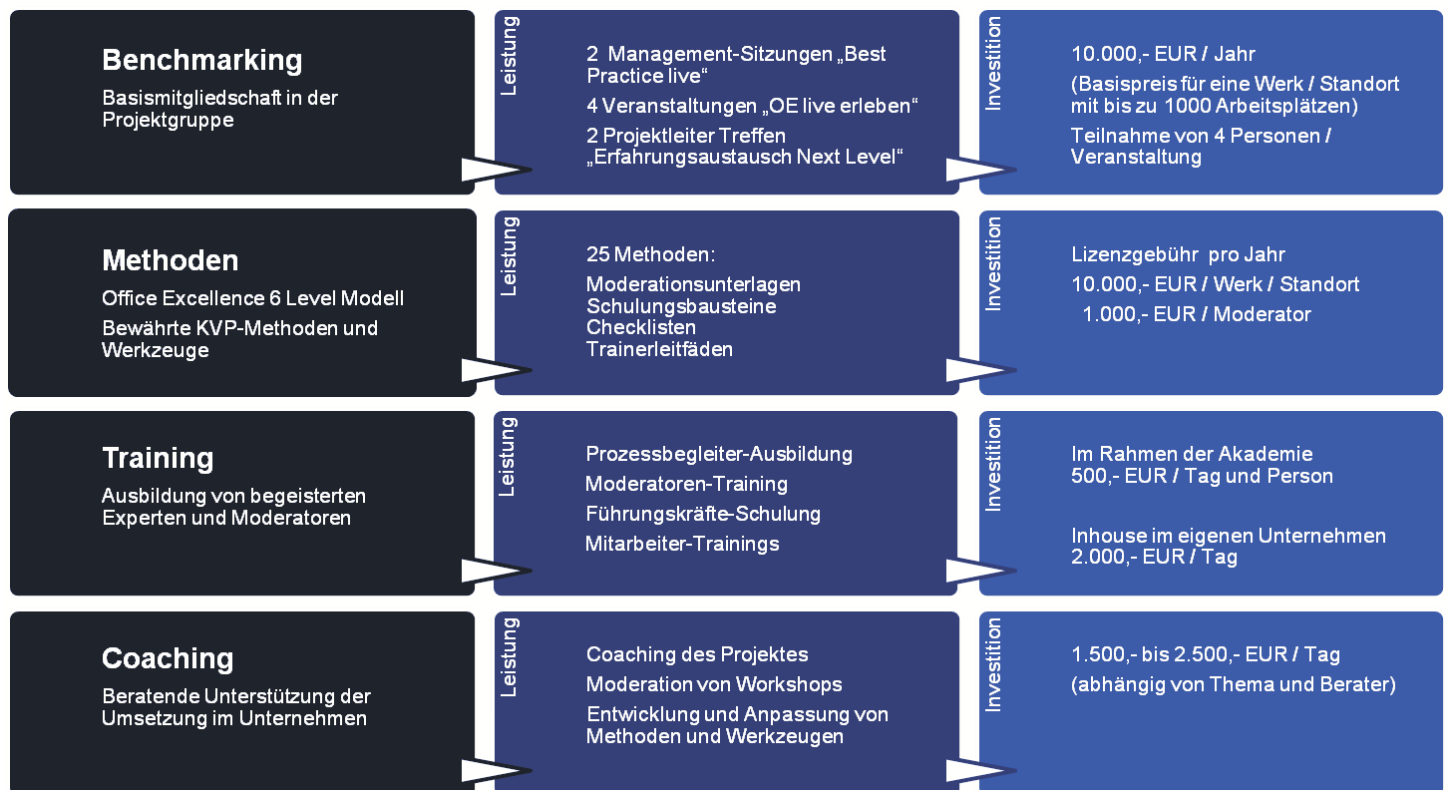 Benchmarking
Basismitgliedschaft in der
Projektgruppe
Leistung
2 Management-Sitzungen „Best
Practice live“
4 Veranstaltungen „OE live erleben“
2 Projektleiter Treffen
„Erfahrungsaustausch Next Level“
Investition
10.000,- EUR / Jahr
(Basispreis für eine Werk / Standort
mit bis zu 1000 Arbeitsplätzen)
Teilnahme von 4 Personen /
Veranstaltung
Methoden
Office Excellence 6 Level Modell
Bewährte KVP-Methoden und
Werkzeuge
Leistung
25 Methoden:
Moderationsunterlagen
Schulungsbausteine
Checklisten
Trainerleitfäden
Investition
Lizenzgebühr pro Jahr
10.000,- EUR / Werk / Standort
1.000,- EUR / Moderator
Training
Ausbildung von begeisterten
Experten und Moderatoren
Leistung
Prozessbegleiter-Ausbildung
Moderatoren-Training
Führungskräfte-Schulung
Mitarbeiter-Trainings
Investition
Im Rahmen der Akademie
500,- EUR / Tag und Person
Inhouse im eigenen Unternehmen
2.000,- EUR / Tag
Coaching
Beratende Unterstützung der
Umsetzung im Unternehmen
Leistung
Coaching des Projektes
Moderation von Workshops
Entwicklung und Anpassung von
Methoden und Werkzeugen
Investition
1.500,- bis 2.500,- EUR / Tag
(abhängig von Thema und Berater)